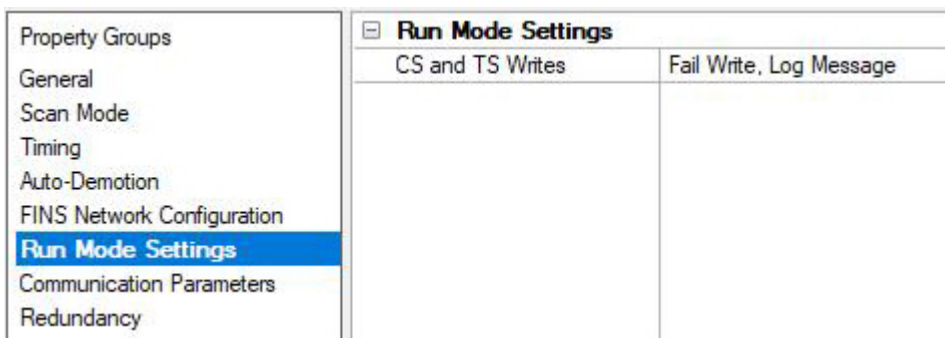 Property Groups
General
Scan Mode
Timing
Auto-Demotion
FINS Network Configuration
Run Mode Settings
Communication Parameters
Redundancy
Run Mode Settings
CS and TS Writes Fail Write, Log Message